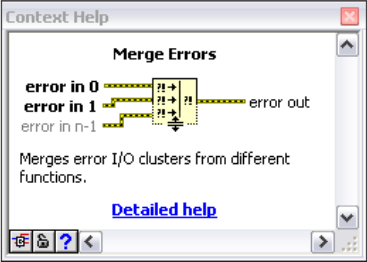 Context Help
Merge Errors
error in 0
error in 1
error in n-1
error out
Merges error I/O clusters from different
functions.
Detailed help